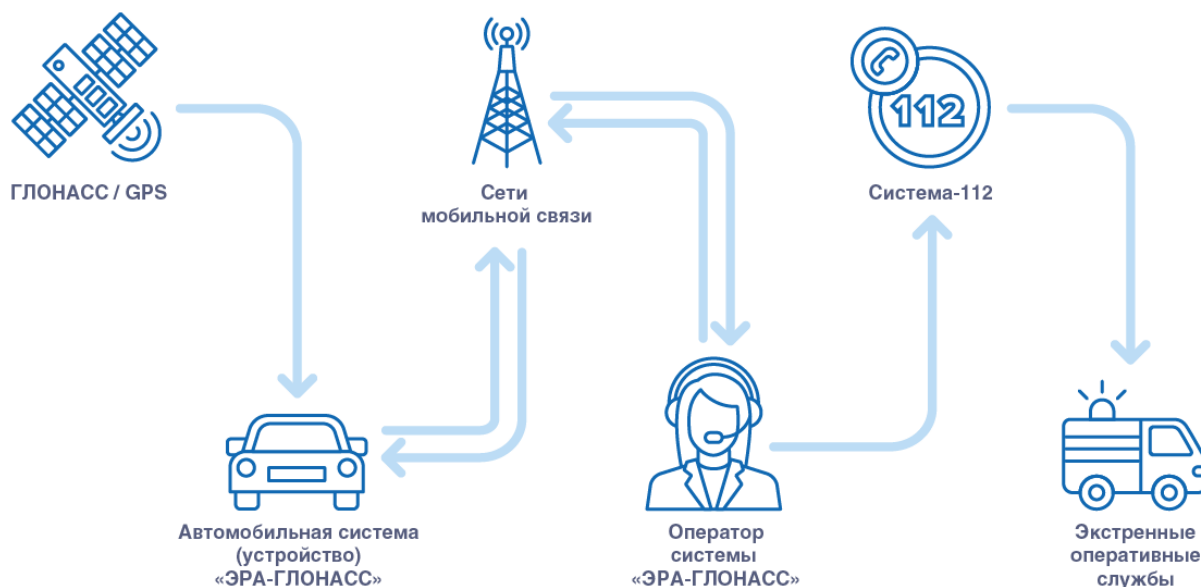 112
ГЛОНАСС / GPS
Сети
мобильной связи
Система-112
Автомобильная система
(устройство)
«ЭРА-ГЛОНАСС»
Оператор
системы
«ЭРА-ГЛОНАСС»
Экстренные
оперативные
службы